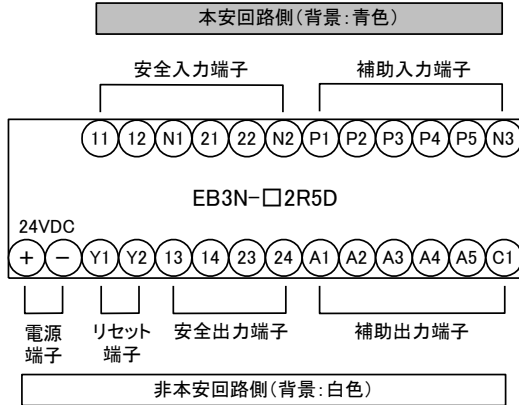 本安回路側(背景:青色)
安全入力端子 補助入力端子
11 12 N1 21 22 N2 P1 P2 P3 P4 P5 N3
EB3N-□2R5D
24VDC
+ - Y1 Y2 13 14 23 24 A1 A2 A3 A4 A5 C1
電源端子 リセット端子 安全出力端子 補助出力端子
非本安回路側(背景:白色)